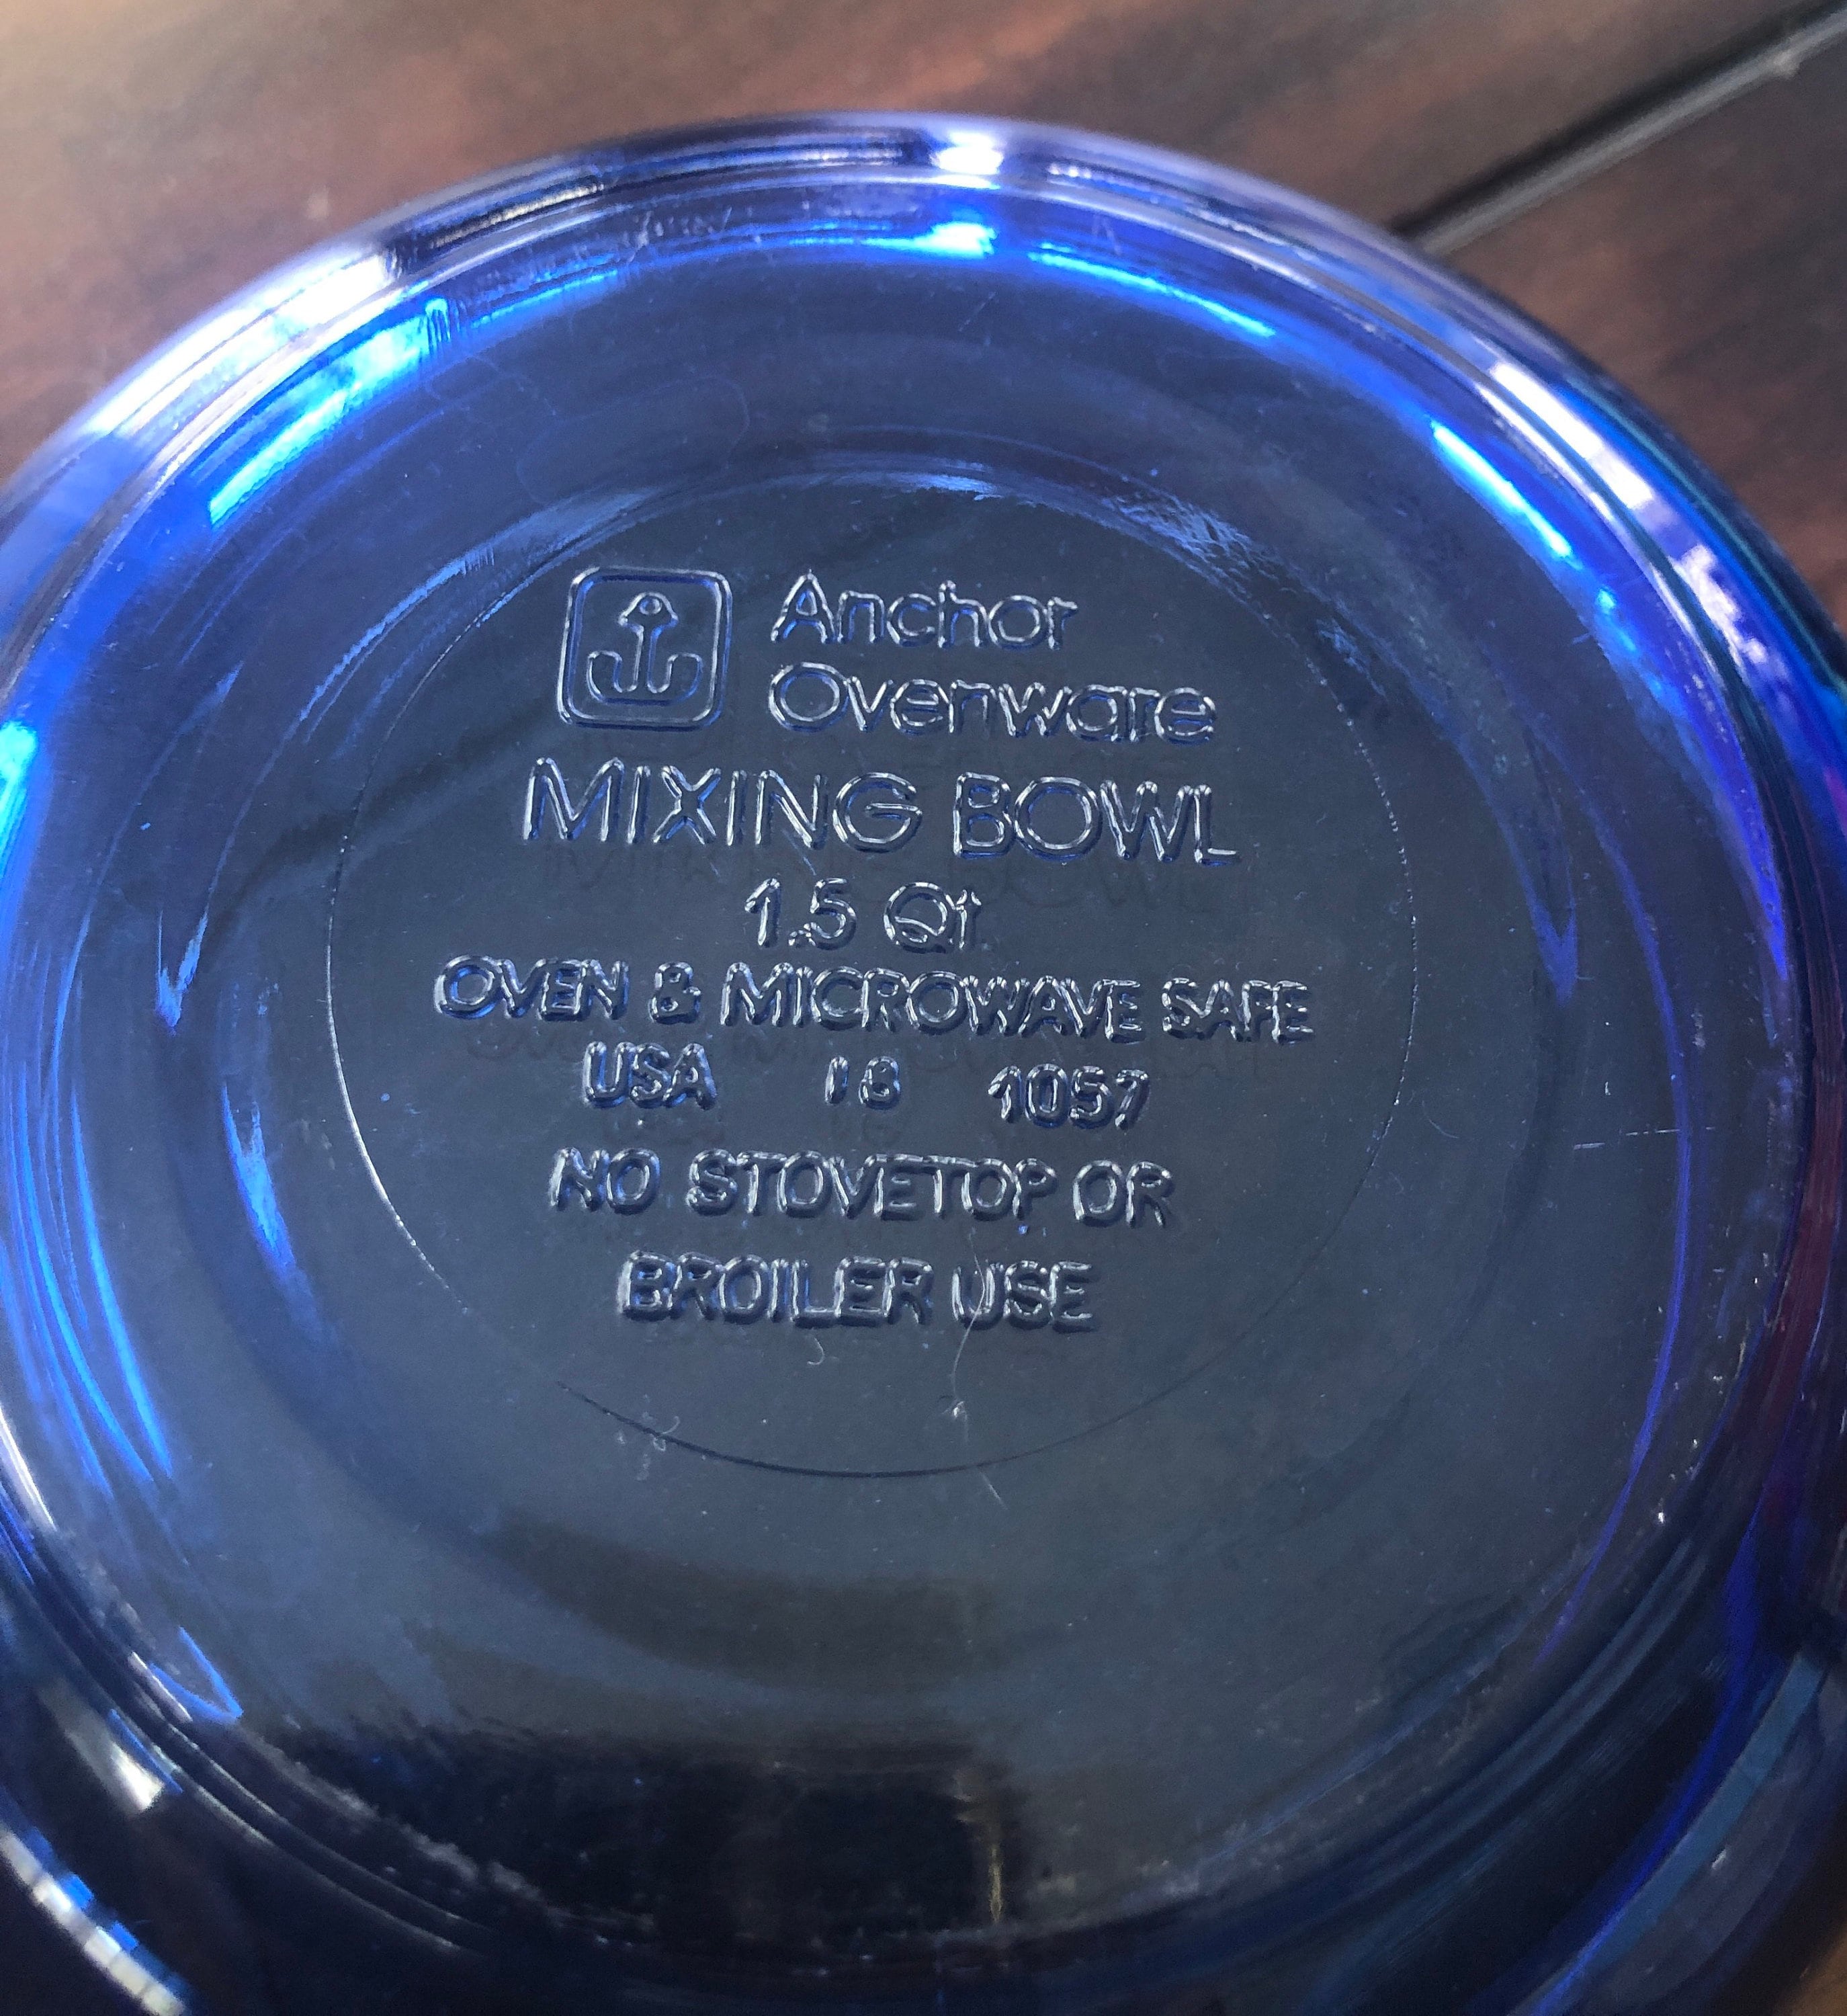 Anchor
Ovenware
MIXING BOWL
1.5 Qt.
OVEN & MICROWAVE SAFE
USA 18 1057
NO STOVETOP OR
BROILER USE